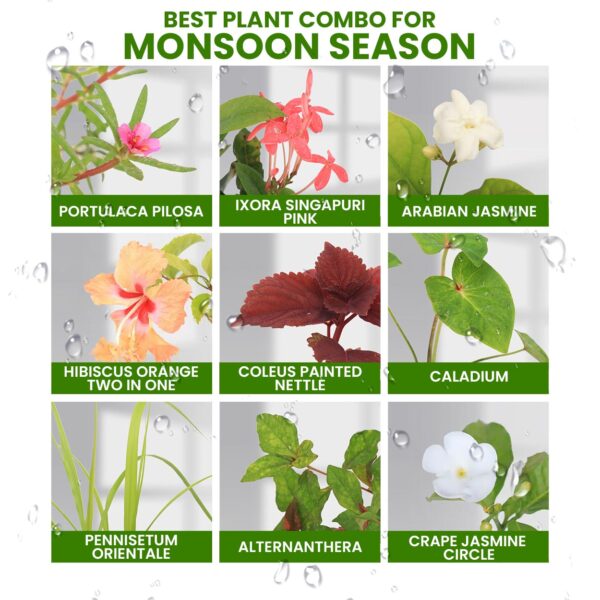 BEST PLANT COMBO FOR
MONSOON SEASON
PORTULACA PILOSA
IXORA SINGAPURI
PINK
ARABIAN JASMINE
HIBISCUS ORANGE
TWO IN ONE
COLEUS PAINTED
NETTLE
CALADIUM
PENNISETUM
ORIENTALE
ALTERNANTHERA
CRAPE JASMINE
CIRCLE